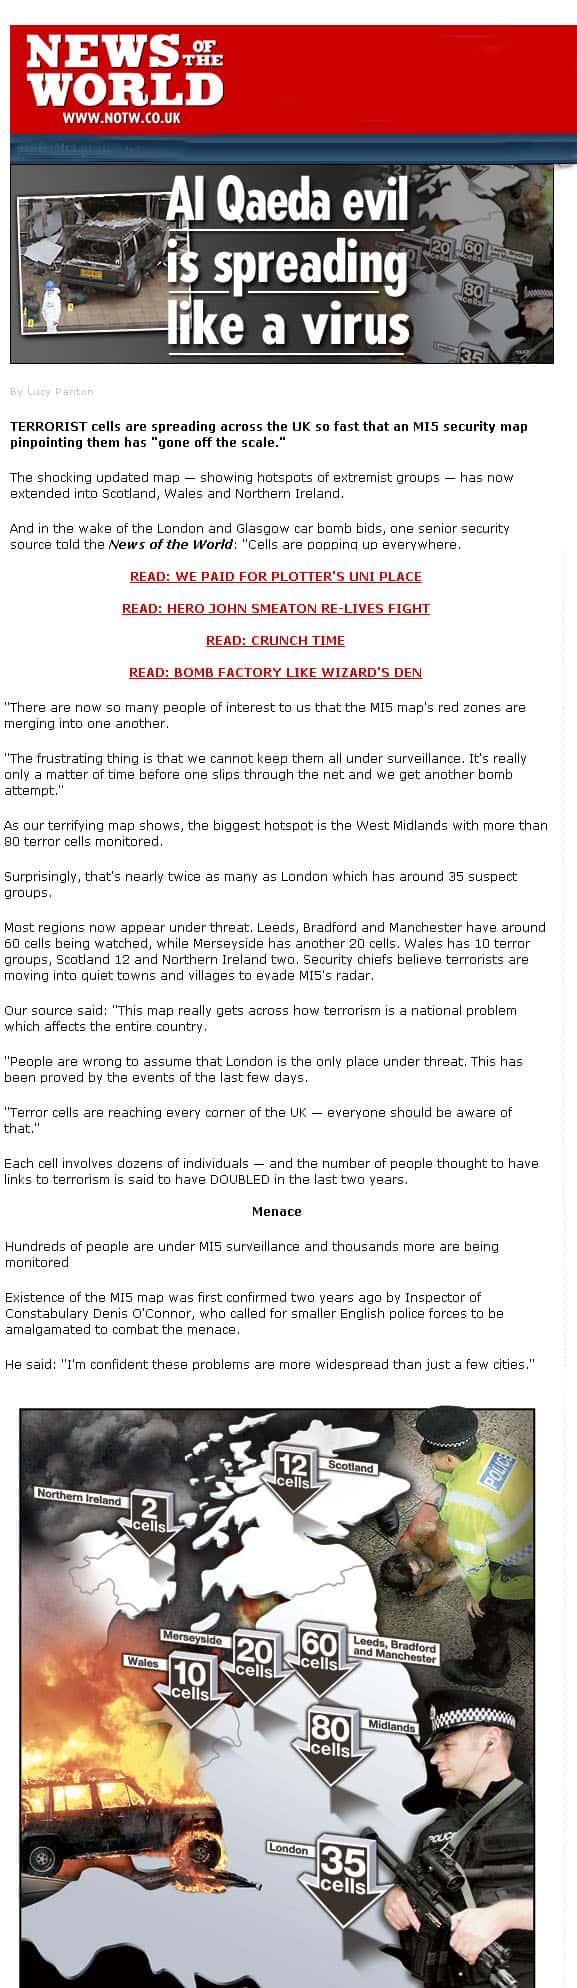 NEWS OF THE
WORLD
WWW.NOTW.CO.UK
Al Qaeda evil
is spreading
like a virus
20
60
80
35
By Lucy Panton
TERRORIST cells are spreading across the UK so fast that an MI5 security map
pinpointing them has "gone off the scale."
The shocking updated map — showing hotspots of extremist groups — has now
extended into Scotland, Wales and Northern Ireland.
And in the wake of the London and Glasgow car bomb bids, one senior security
source told the News of the World: "Cells are popping up everywhere.
READ: WE PAID FOR PLOTTER'S UNI PLACE
READ: HERO JOHN SMEATON RE-LIVES FIGHT
READ: CRUNCH TIME
READ: BOMB FACTORY LIKE WIZARD'S DEN
"There are now so many people of interest to us that the MI5 map's red zones are
merging into one another.
"The frustrating thing is that we cannot keep them all under surveillance. It's really
only a matter of time before one slips through the net and we get another bomb
attempt."
As our terrifying map shows, the biggest hotspot is the West Midlands with more than
80 terror cells monitored.
Surprisingly, that's nearly twice as many as London which has around 35 suspect
groups.
Most regions now appear under threat. Leeds, Bradford and Manchester have around
60 cells being watched, while Merseyside has another 20 cells. Wales has 10 terror
groups, Scotland 12 and Northern Ireland two. Security chiefs believe terrorists are
moving into quiet towns and villages to evade MI5's radar.
Our source said: "This map really gets across how terrorism is a national problem
which affects the entire country.
"People are wrong to assume that London is the only place under threat. This has
been proved by the events of the last few days.
"Terror cells are reaching every corner of the UK — everyone should be aware of
that."
Each cell involves dozens of individuals — and the number of people thought to have
links to terrorism is said to have DOUBLED in the last two years.
Menace
Hundreds of people are under MI5 surveillance and thousands more are being
monitored
Existence of the MI5 map was first confirmed two years ago by Inspector of
Constabulary Denis O'Connor, who called for smaller English police forces to be
amalgamated to combat the menace.
He said: "I'm confident these problems are more widespread than just a few cities."
12
cells
Scotland
Northern Ireland
2
cells
POLICE
Merseyside
20
cells
60
cells
Leeds, Bradford
and Manchester
Wales
10
cells
80
cells
Midlands
POLICE
London
35
cells